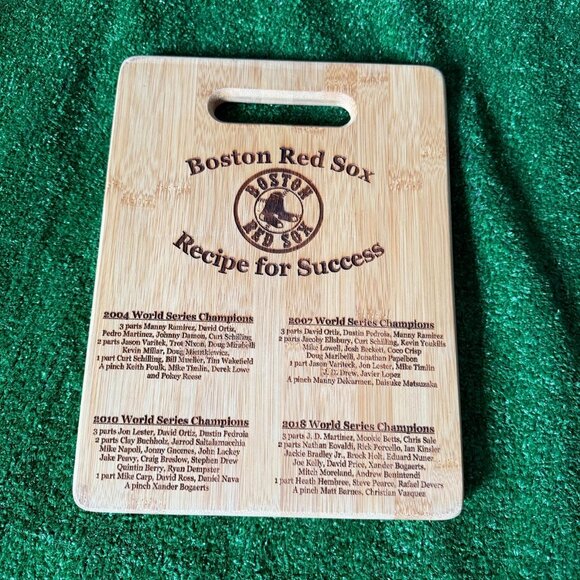 Boston Red Sox
BOSTON
RED SOX
Recipe for Success
2004 World Series Champions
3 parts Manny Ramirez, David Ortiz,
Pedro Martinez, Johnny Damon, Curt Schilling
2 parts Jason Varitek, Trot Nixon, Doug Mirabelli
Kevin Millar, Doug Mientkiewicz,
1 part Curt Schilling, Bill Mueller, Tim Wakefield
A pinch Keith Foulk, Mike Timlin, Derek Lowe
and Pokey Reese
2007 World Series Champions
3 parts David Ortiz, Dustin Pedroia, Manny Ramirez
2 parts Jacoby Ellsbury, Curt Schilling, Kevin Youkilis
Mike Lowell, Josh Beckett, Coco Crisp
Doug Maribelli, Jonathan Papelbon
1 part Jason Varitek, Jon Lester, Mike Timlin
J. D. Drew, Javier Lopez
A pinch Manny Delcarmen, Daisuke Matsuzaka
2010 World Series Champions
3 parts Jon Lester, David Ortiz, Dustin Pedroia
2 parts Clay Buchholz, Jarrod Saltalamacchia
Mike Napoli, Jonny Gnomes, John Lackey
Jake Peavy, Craig Breslow, Stephen Drew
Quintin Berry, Ryan Dempster
1 part Mike Carp, David Ross, Daniel Nava
A pinch Xander Bogaerts
2018 World Series Champions
3 parts J. D. Martinez, Mookie Betts, Chris Sale
2 parts Nathan Eovaldi, Rick Porcello, Ian Kinsler
Jackie Bradley Jr., Brock Holt, Eduard Nunez
Joe Kelly, David Price, Xander Bogaerts,
Mitch Moreland, Andrew Benintendi
1 part Heath Hembree, Steve Pearce, Rafael Devers
A pinch Matt Barnes, Christian Vasquez